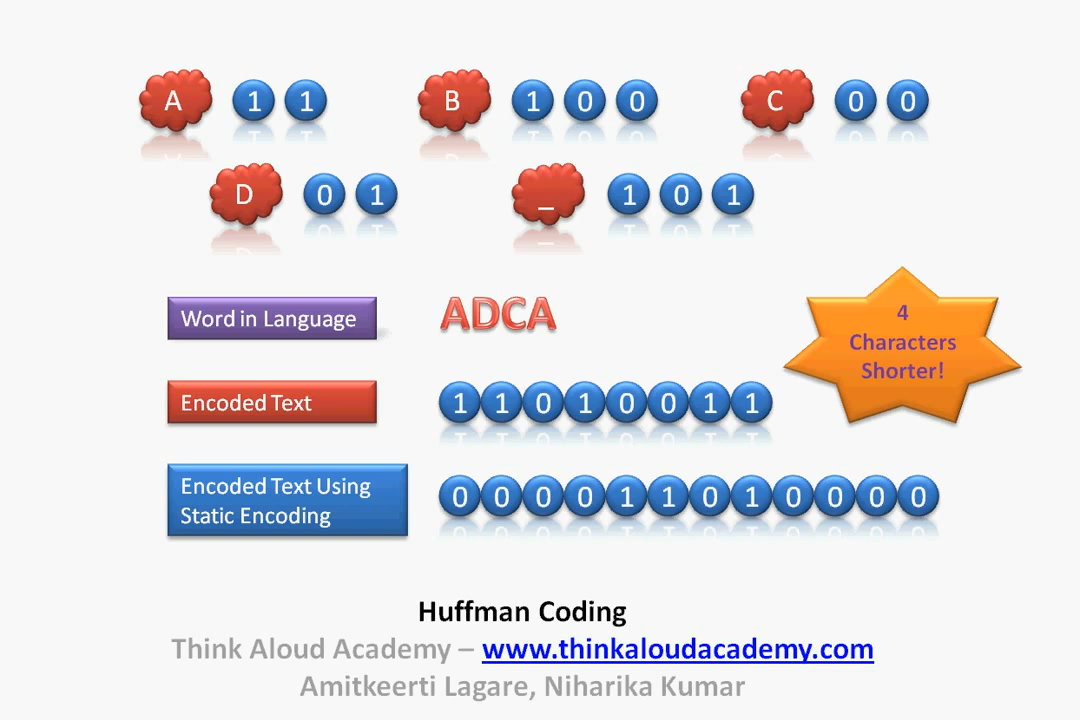 A 1 1 B 1 0 0 C 0 0
D 0 1 _ 1 0 1
Word in Language ADCA
4
Characters
Shorter!
Encoded Text 1 1 0 1 0 0 1 1
Encoded Text Using
Static Encoding
0 0 0 0 1 1 0 1 0 0 0 0
Huffman Coding
Think Aloud Academy – www.thinkaloudacademy.com
Amitkeerti Lagare, Niharika Kumar